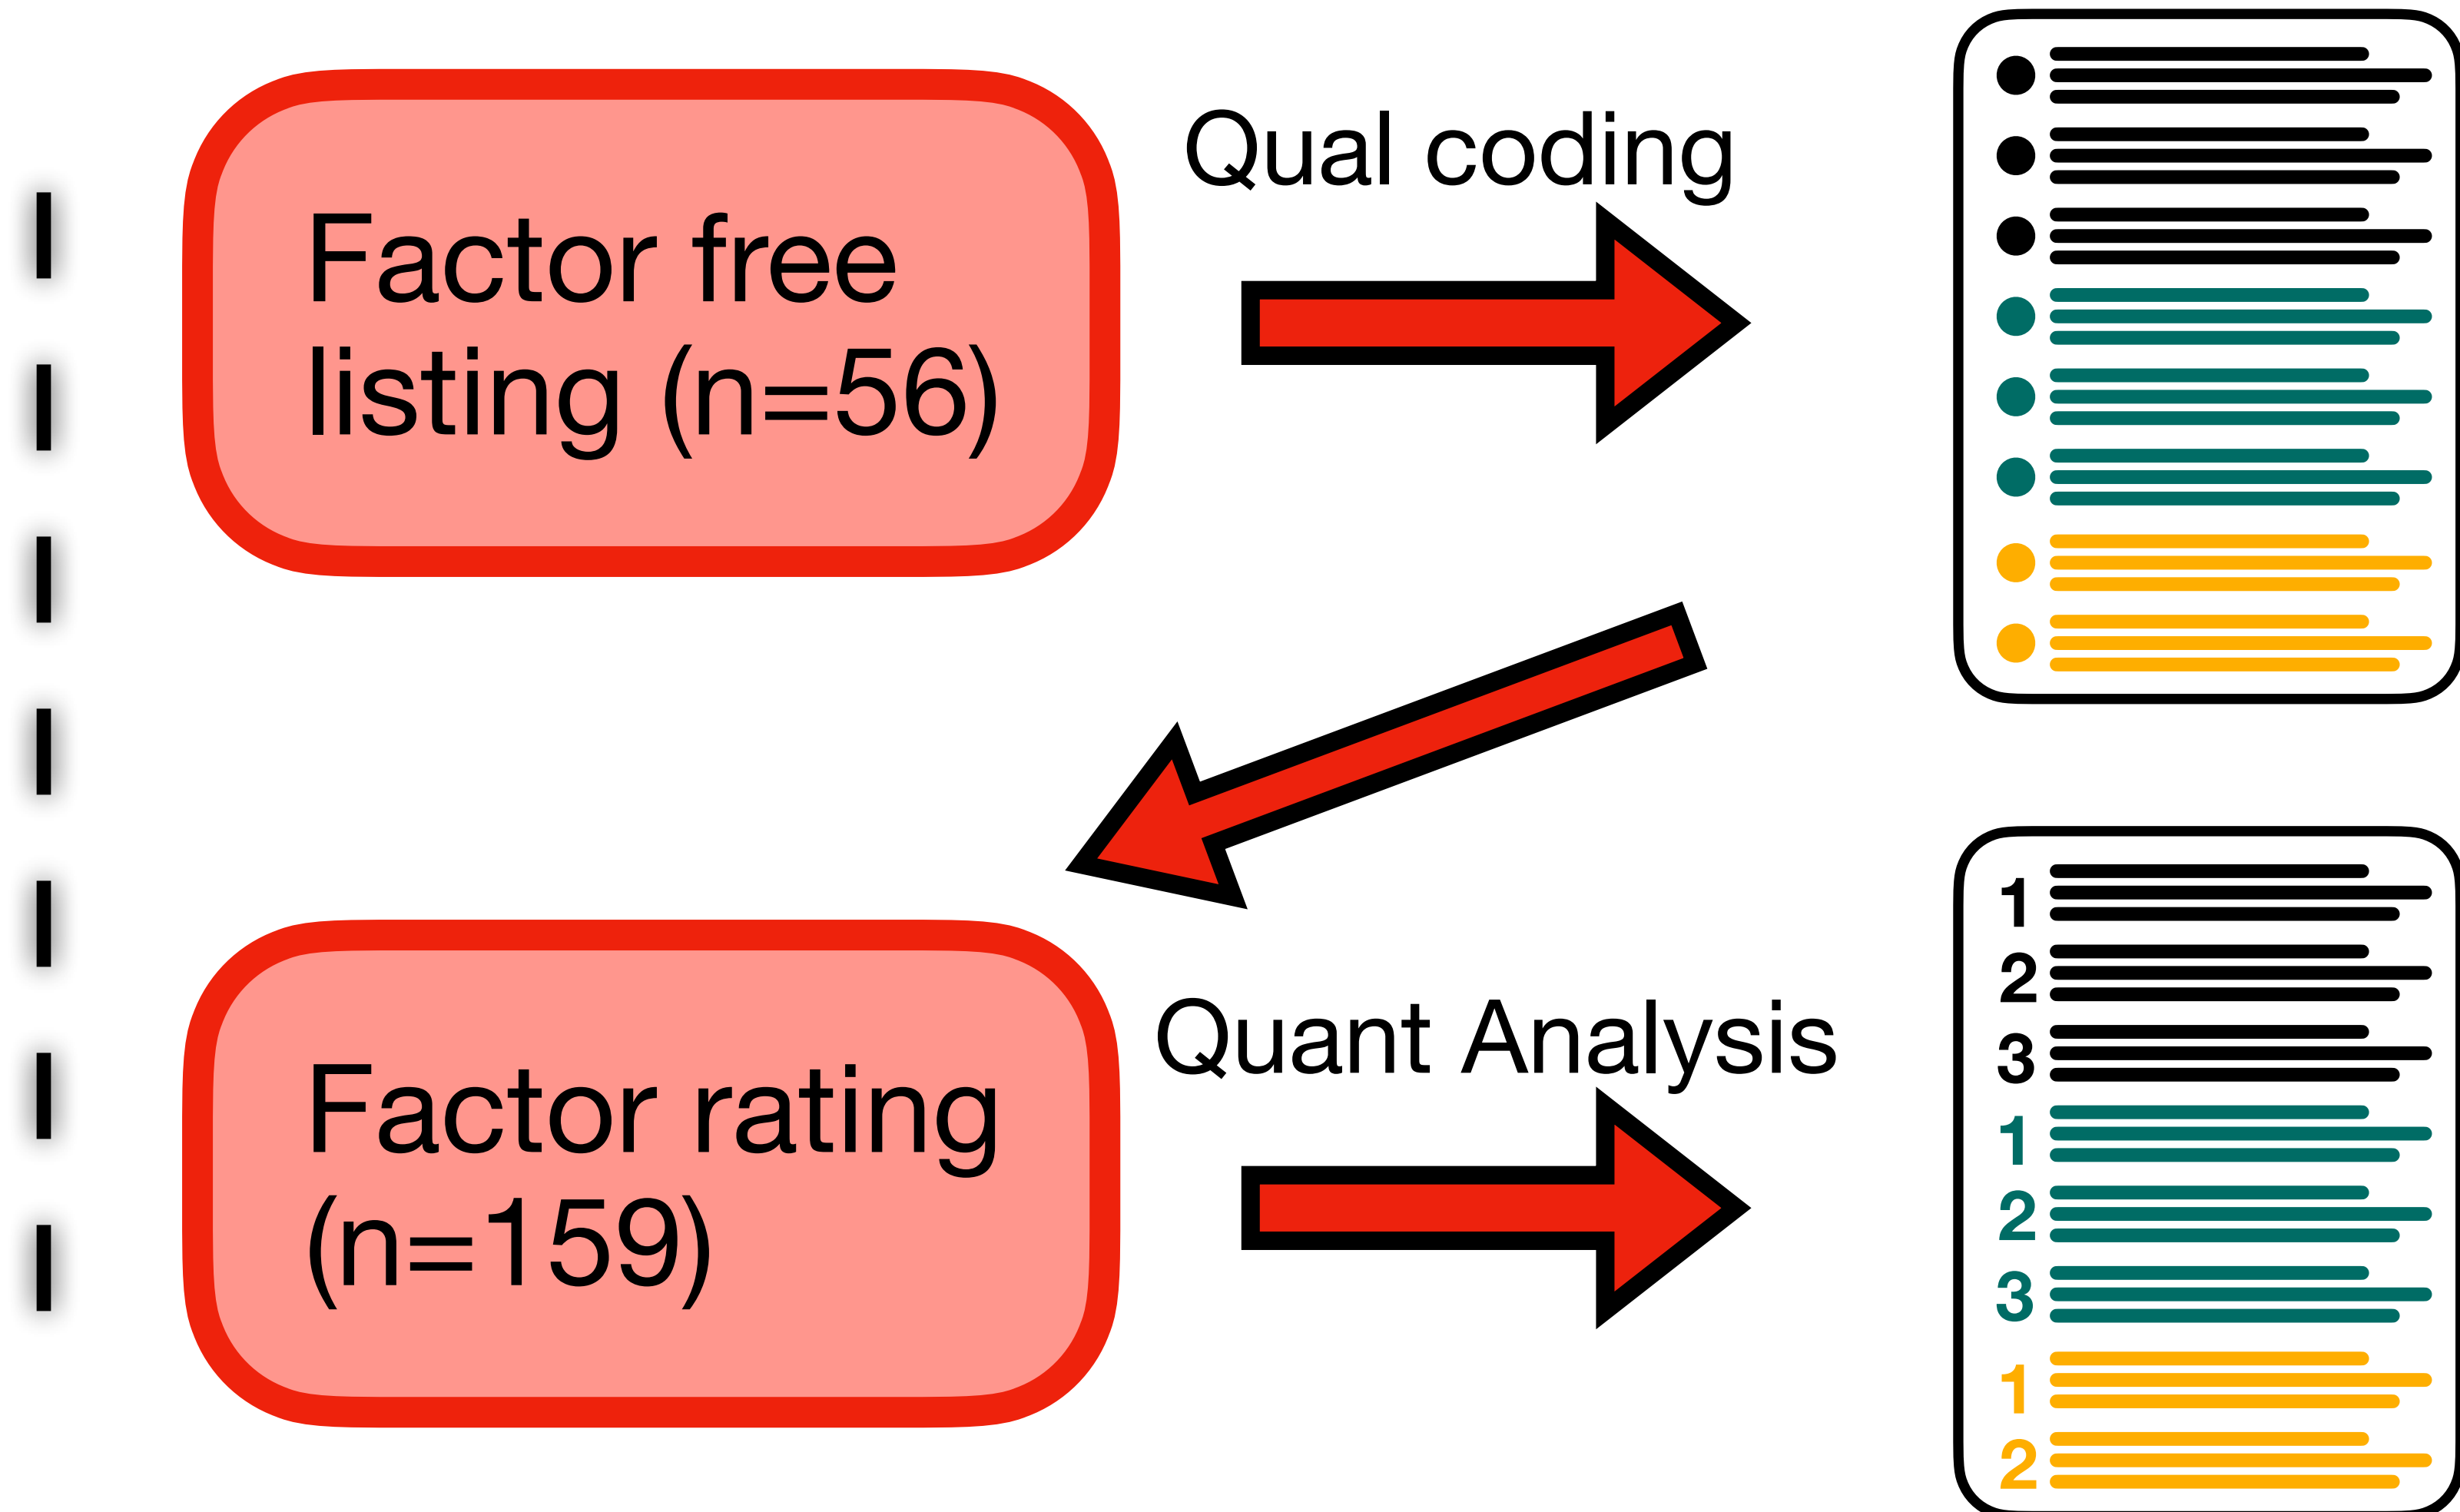 Factor free
listing (n=56)
Qual coding
Factor rating
(n=159)
Quant Analysis
1
2
3
1
2
3
1
2